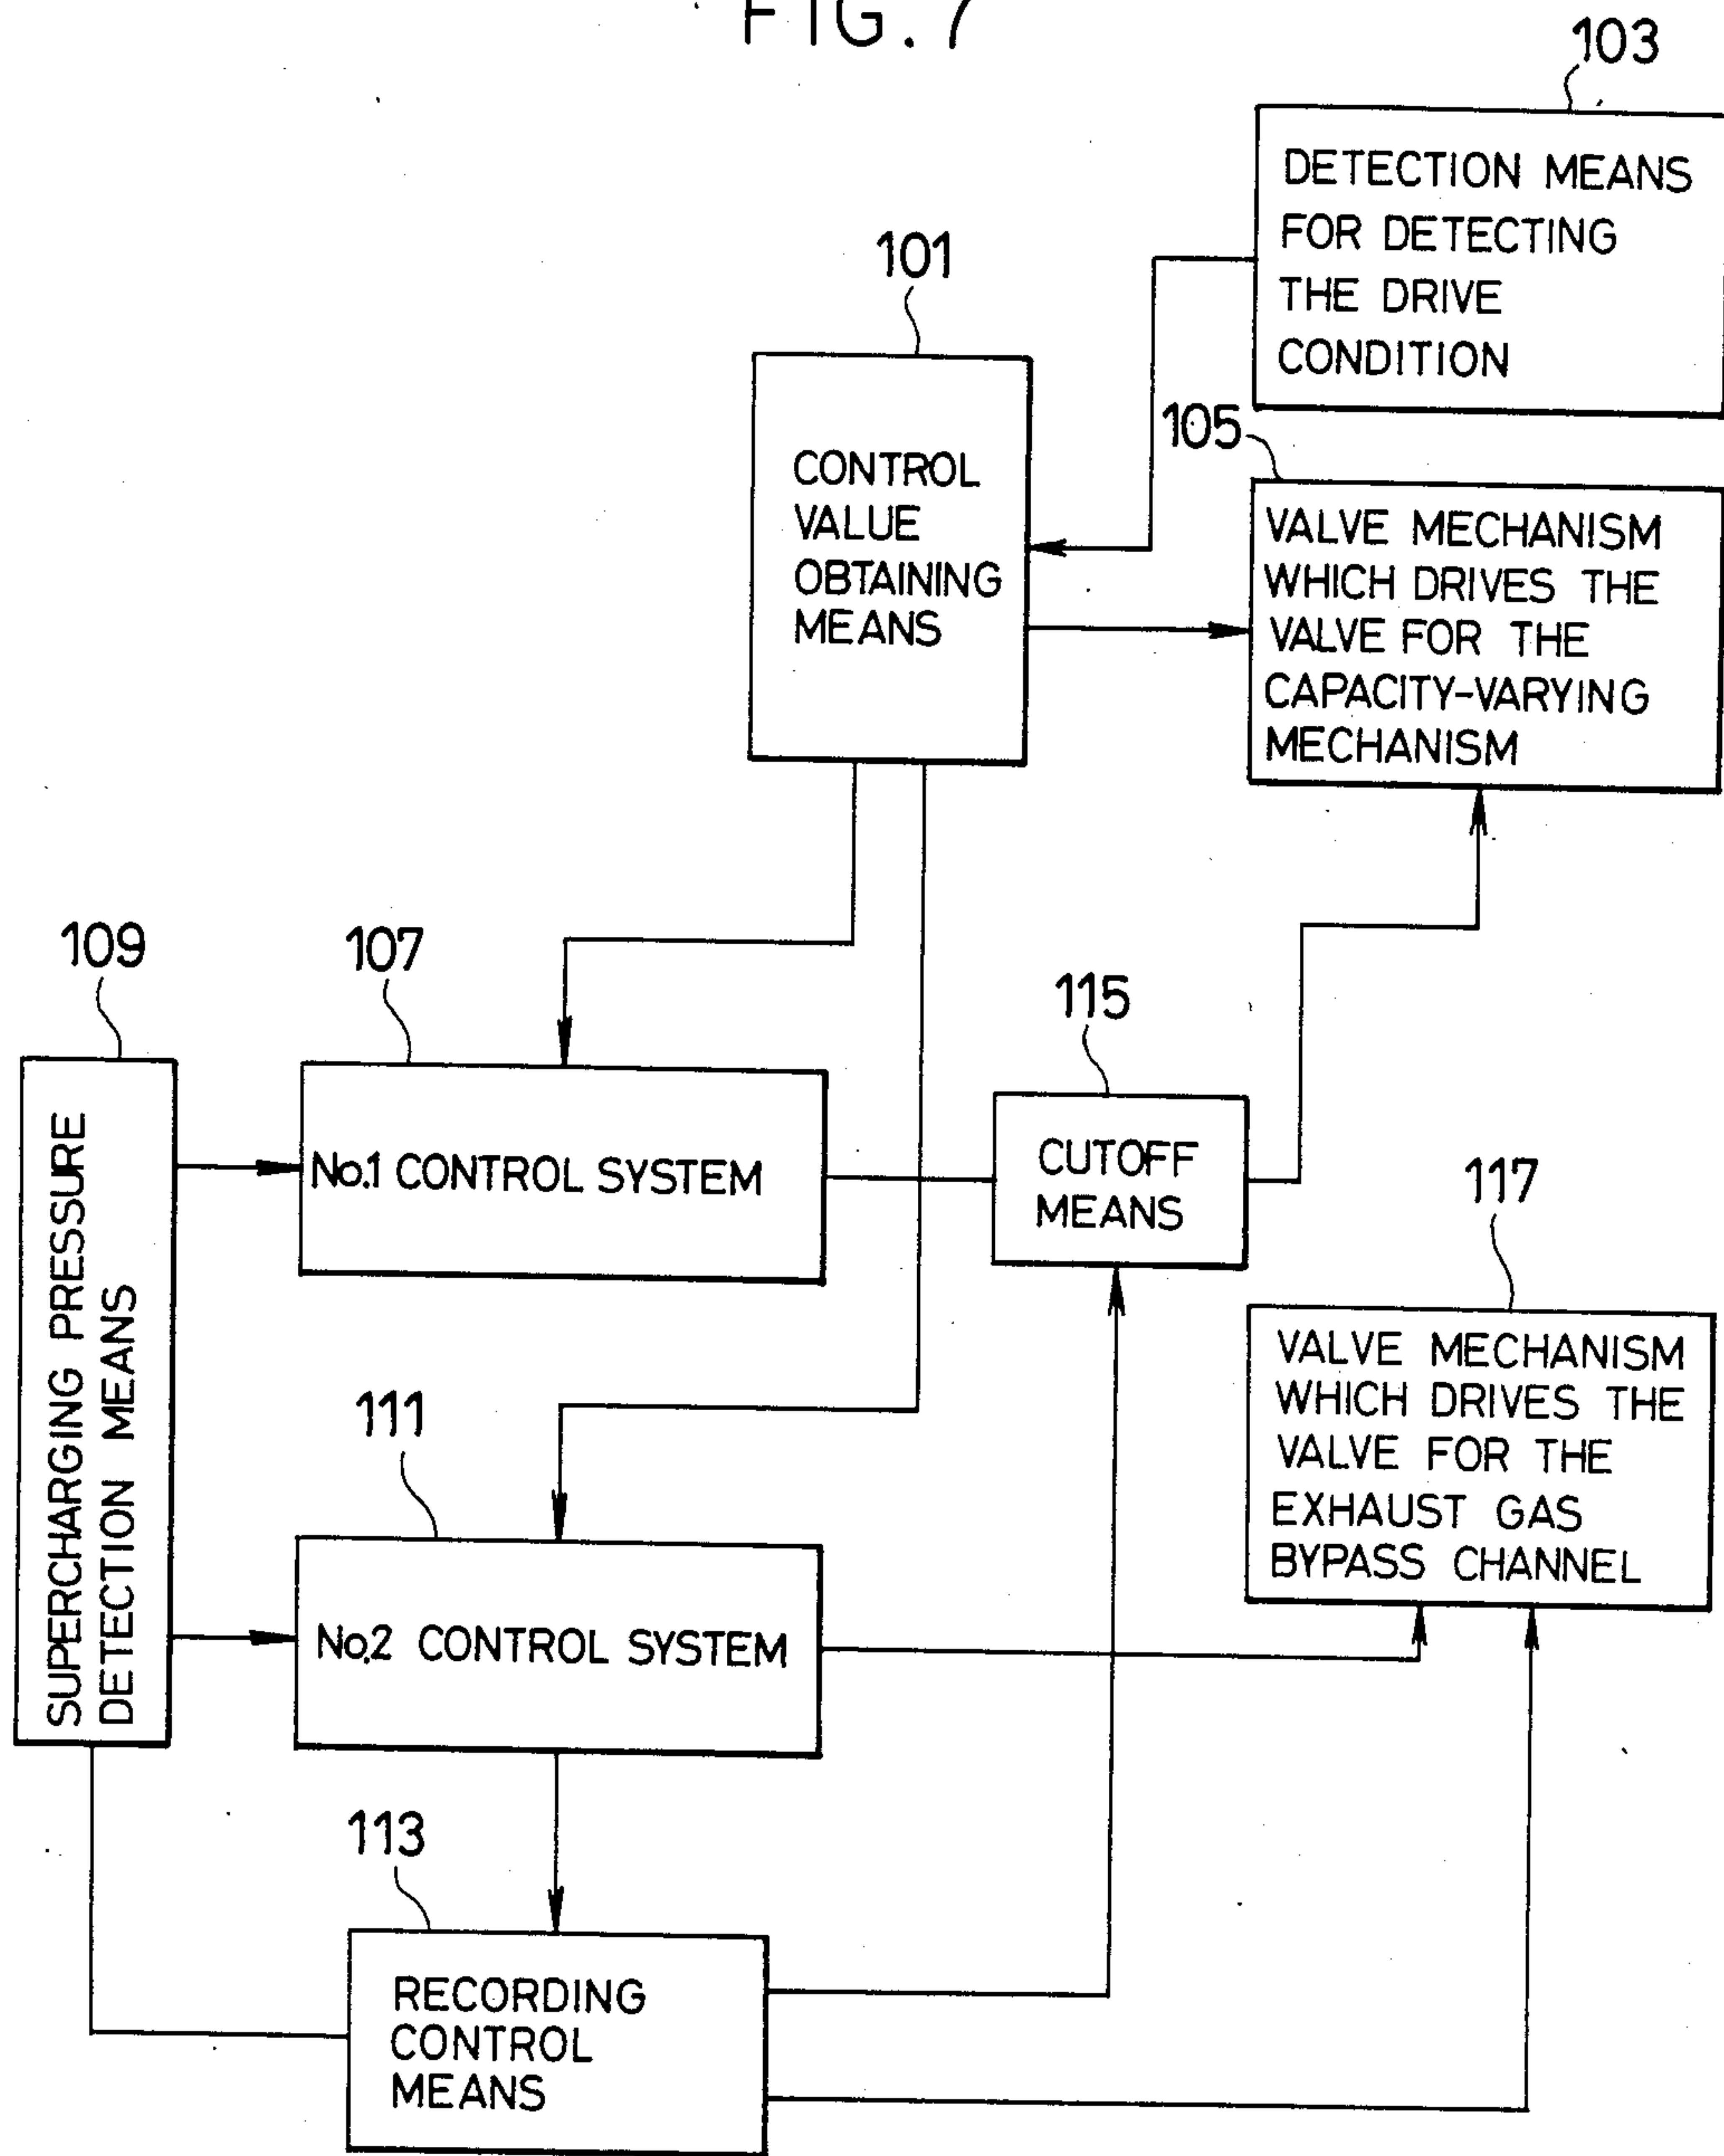 FIG. 7
103
DETECTION MEANS
FOR DETECTING
THE DRIVE
CONDITION
101
CONTROL
VALUE
OBTAINING
MEANS
105
VALVE MECHANISM
WHICH DRIVES THE
VALVE FOR THE
CAPACITY-VARYING
MECHANISM
109
SUPERCHARGING PRESSURE
DETECTION MEANS
107
No.1 CONTROL SYSTEM
115
CUTOFF
MEANS
117
VALVE MECHANISM
WHICH DRIVES THE
VALVE FOR THE
EXHAUST GAS
BYPASS CHANNEL
111
No.2 CONTROL SYSTEM
113
RECORDING
CONTROL
MEANS